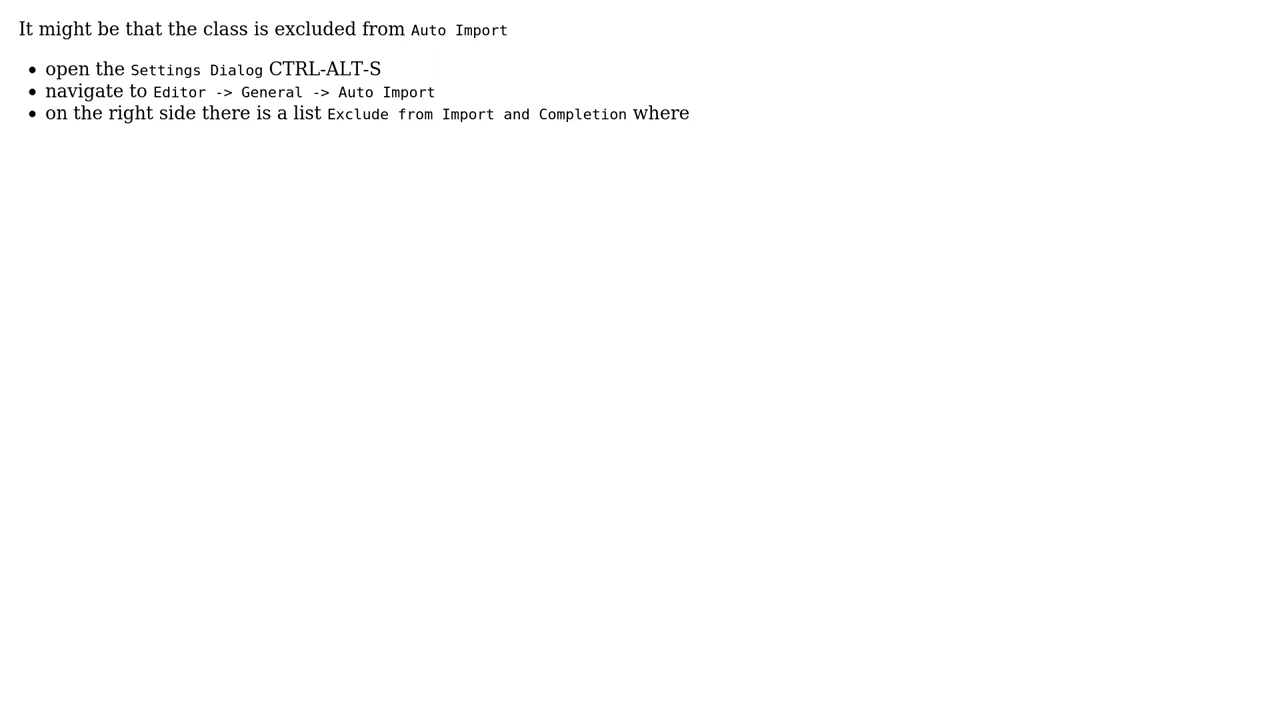 It might be that the class is excluded from Auto Import
open the Settings Dialog CTRL-ALT-S
navigate to Editor -> General -> Auto Import
on the right side there is a list Exclude from Import and Completion where